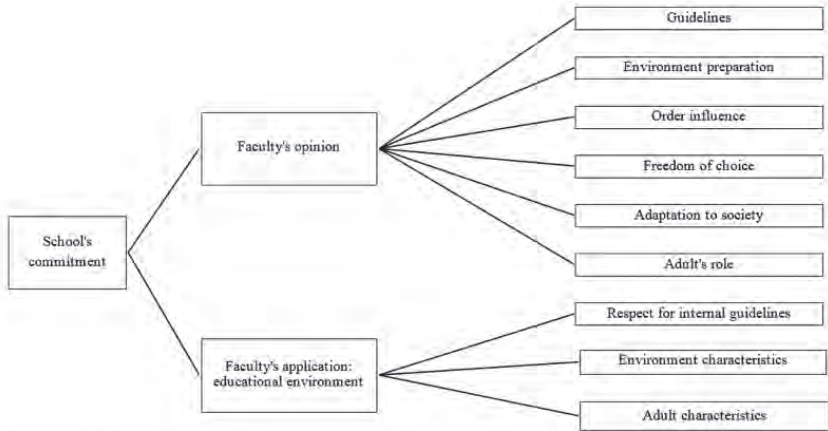 Guidelines
Environment preparation
Order influence
Faculty's opinion
Freedom of choice
Adaptation to society
School's
commitment
Adult's role
Respect for internal guidelines
Faculty's application:
educational environment
Environment characteristics
Adult characteristics